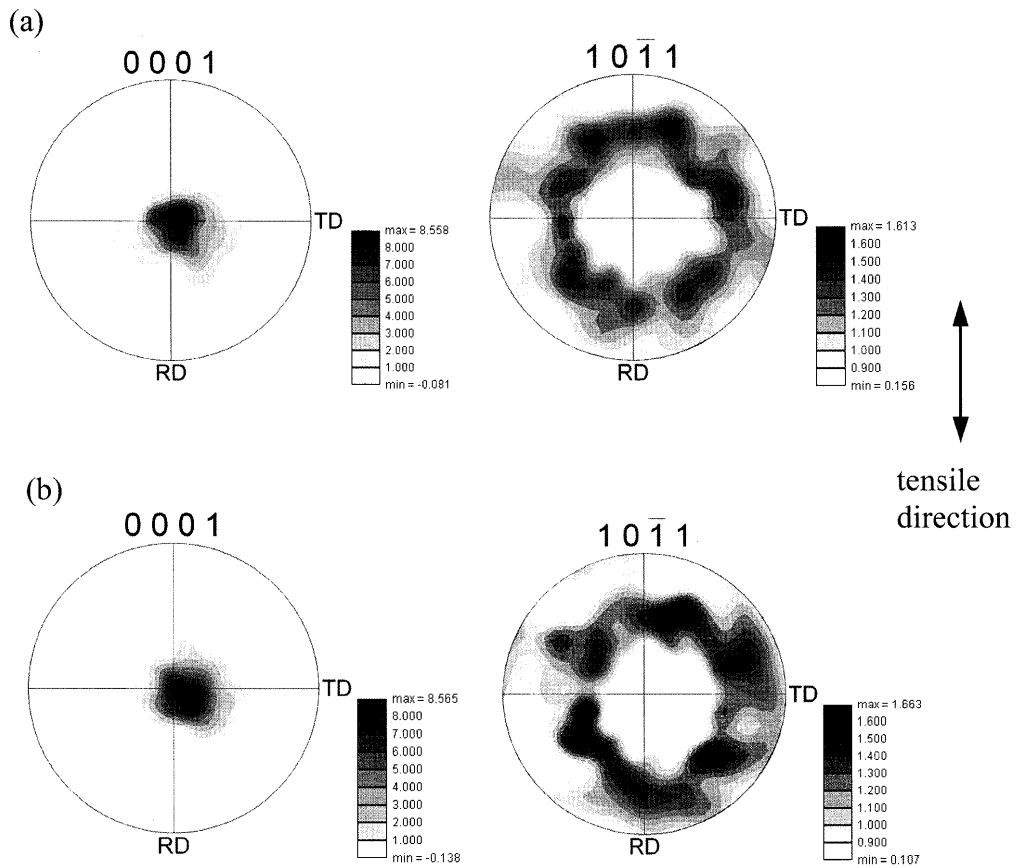 (a)
0 0 0 1
TD
RD
max = 8.558
8.000
7.000
6.000
5.000
4.000
3.000
2.000
1.000
min = -0.081
1 0 1̅ 1
TD
RD
max = 1.613
1.600
1.500
1.400
1.300
1.200
1.100
1.000
0.900
min = 0.156
tensile
direction
(b)
0 0 0 1
TD
RD
max = 8.565
8.000
7.000
6.000
5.000
4.000
3.000
2.000
1.000
min = -0.138
1 0 1̅ 1
TD
RD
max = 1.663
1.600
1.500
1.400
1.300
1.200
1.100
1.000
0.900
min = 0.107